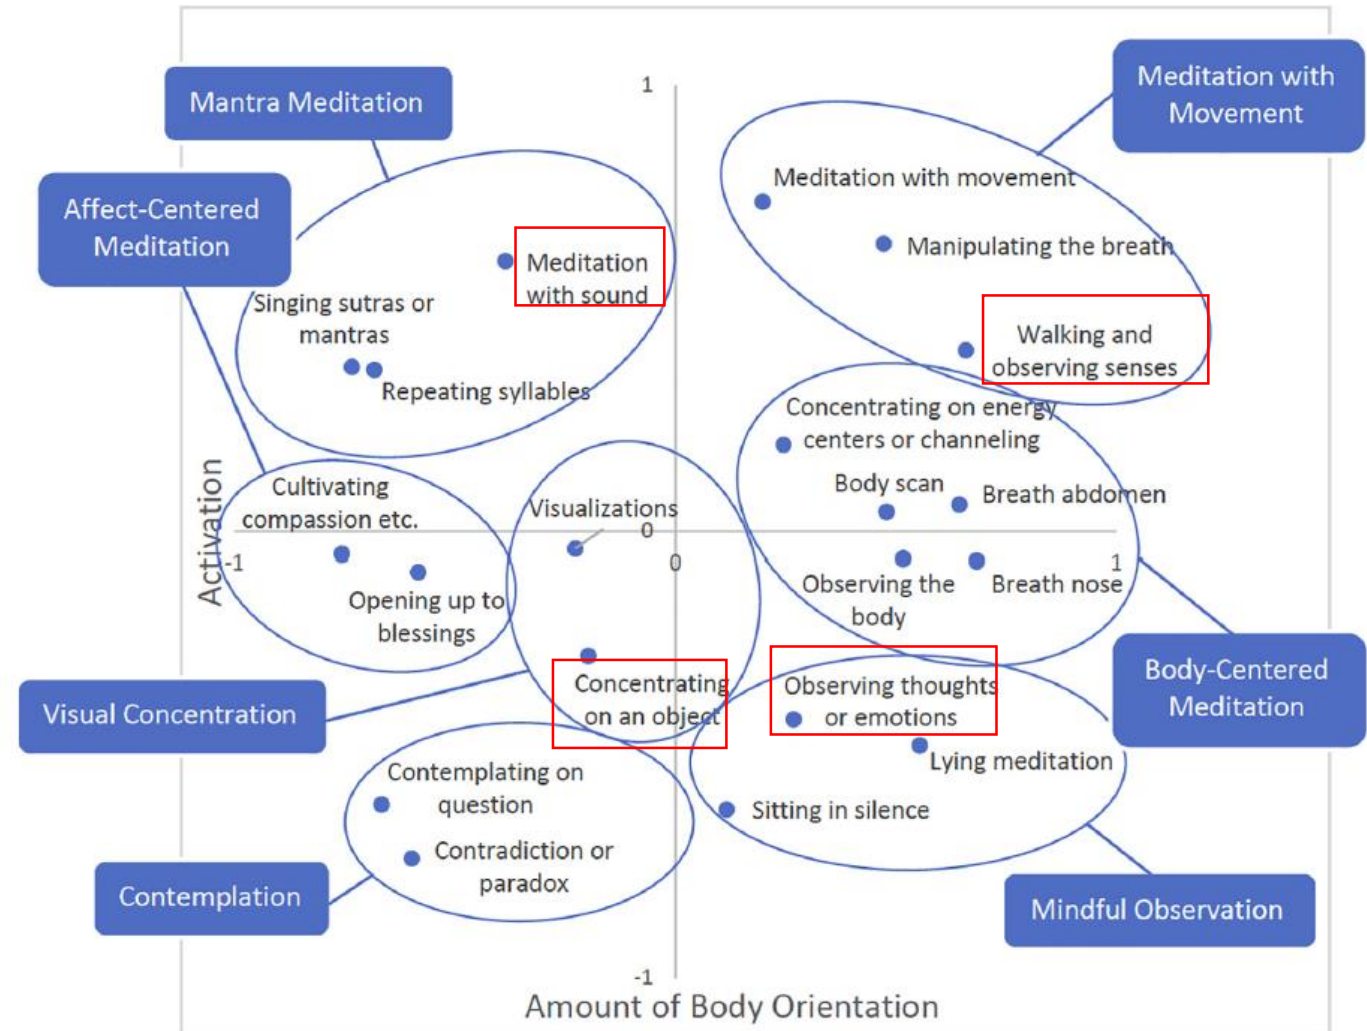 Meditation with
Movement
Mantra Meditation
1
Meditation with movement
Affect-Centered
Meditation
Manipulating the breath
Meditation
with sound
Singing sutras or
mantras
Walking and
observing senses
Repeating syllables
Concentrating on energy
centers or channeling
Activation
Cultivating
compassion etc.
Body scan
Breath abdomen
Visualizations
0
-1
0
1
Opening up to
blessings
Observing the
body
Breath nose
Visual Concentration
Concentrating
on an object
Observing thoughts
or emotions
Body-Centered
Meditation
Lying meditation
Contemplating on
question
Sitting in silence
Contradiction or
paradox
Contemplation
Mindful Observation
-1
Amount of Body Orientation